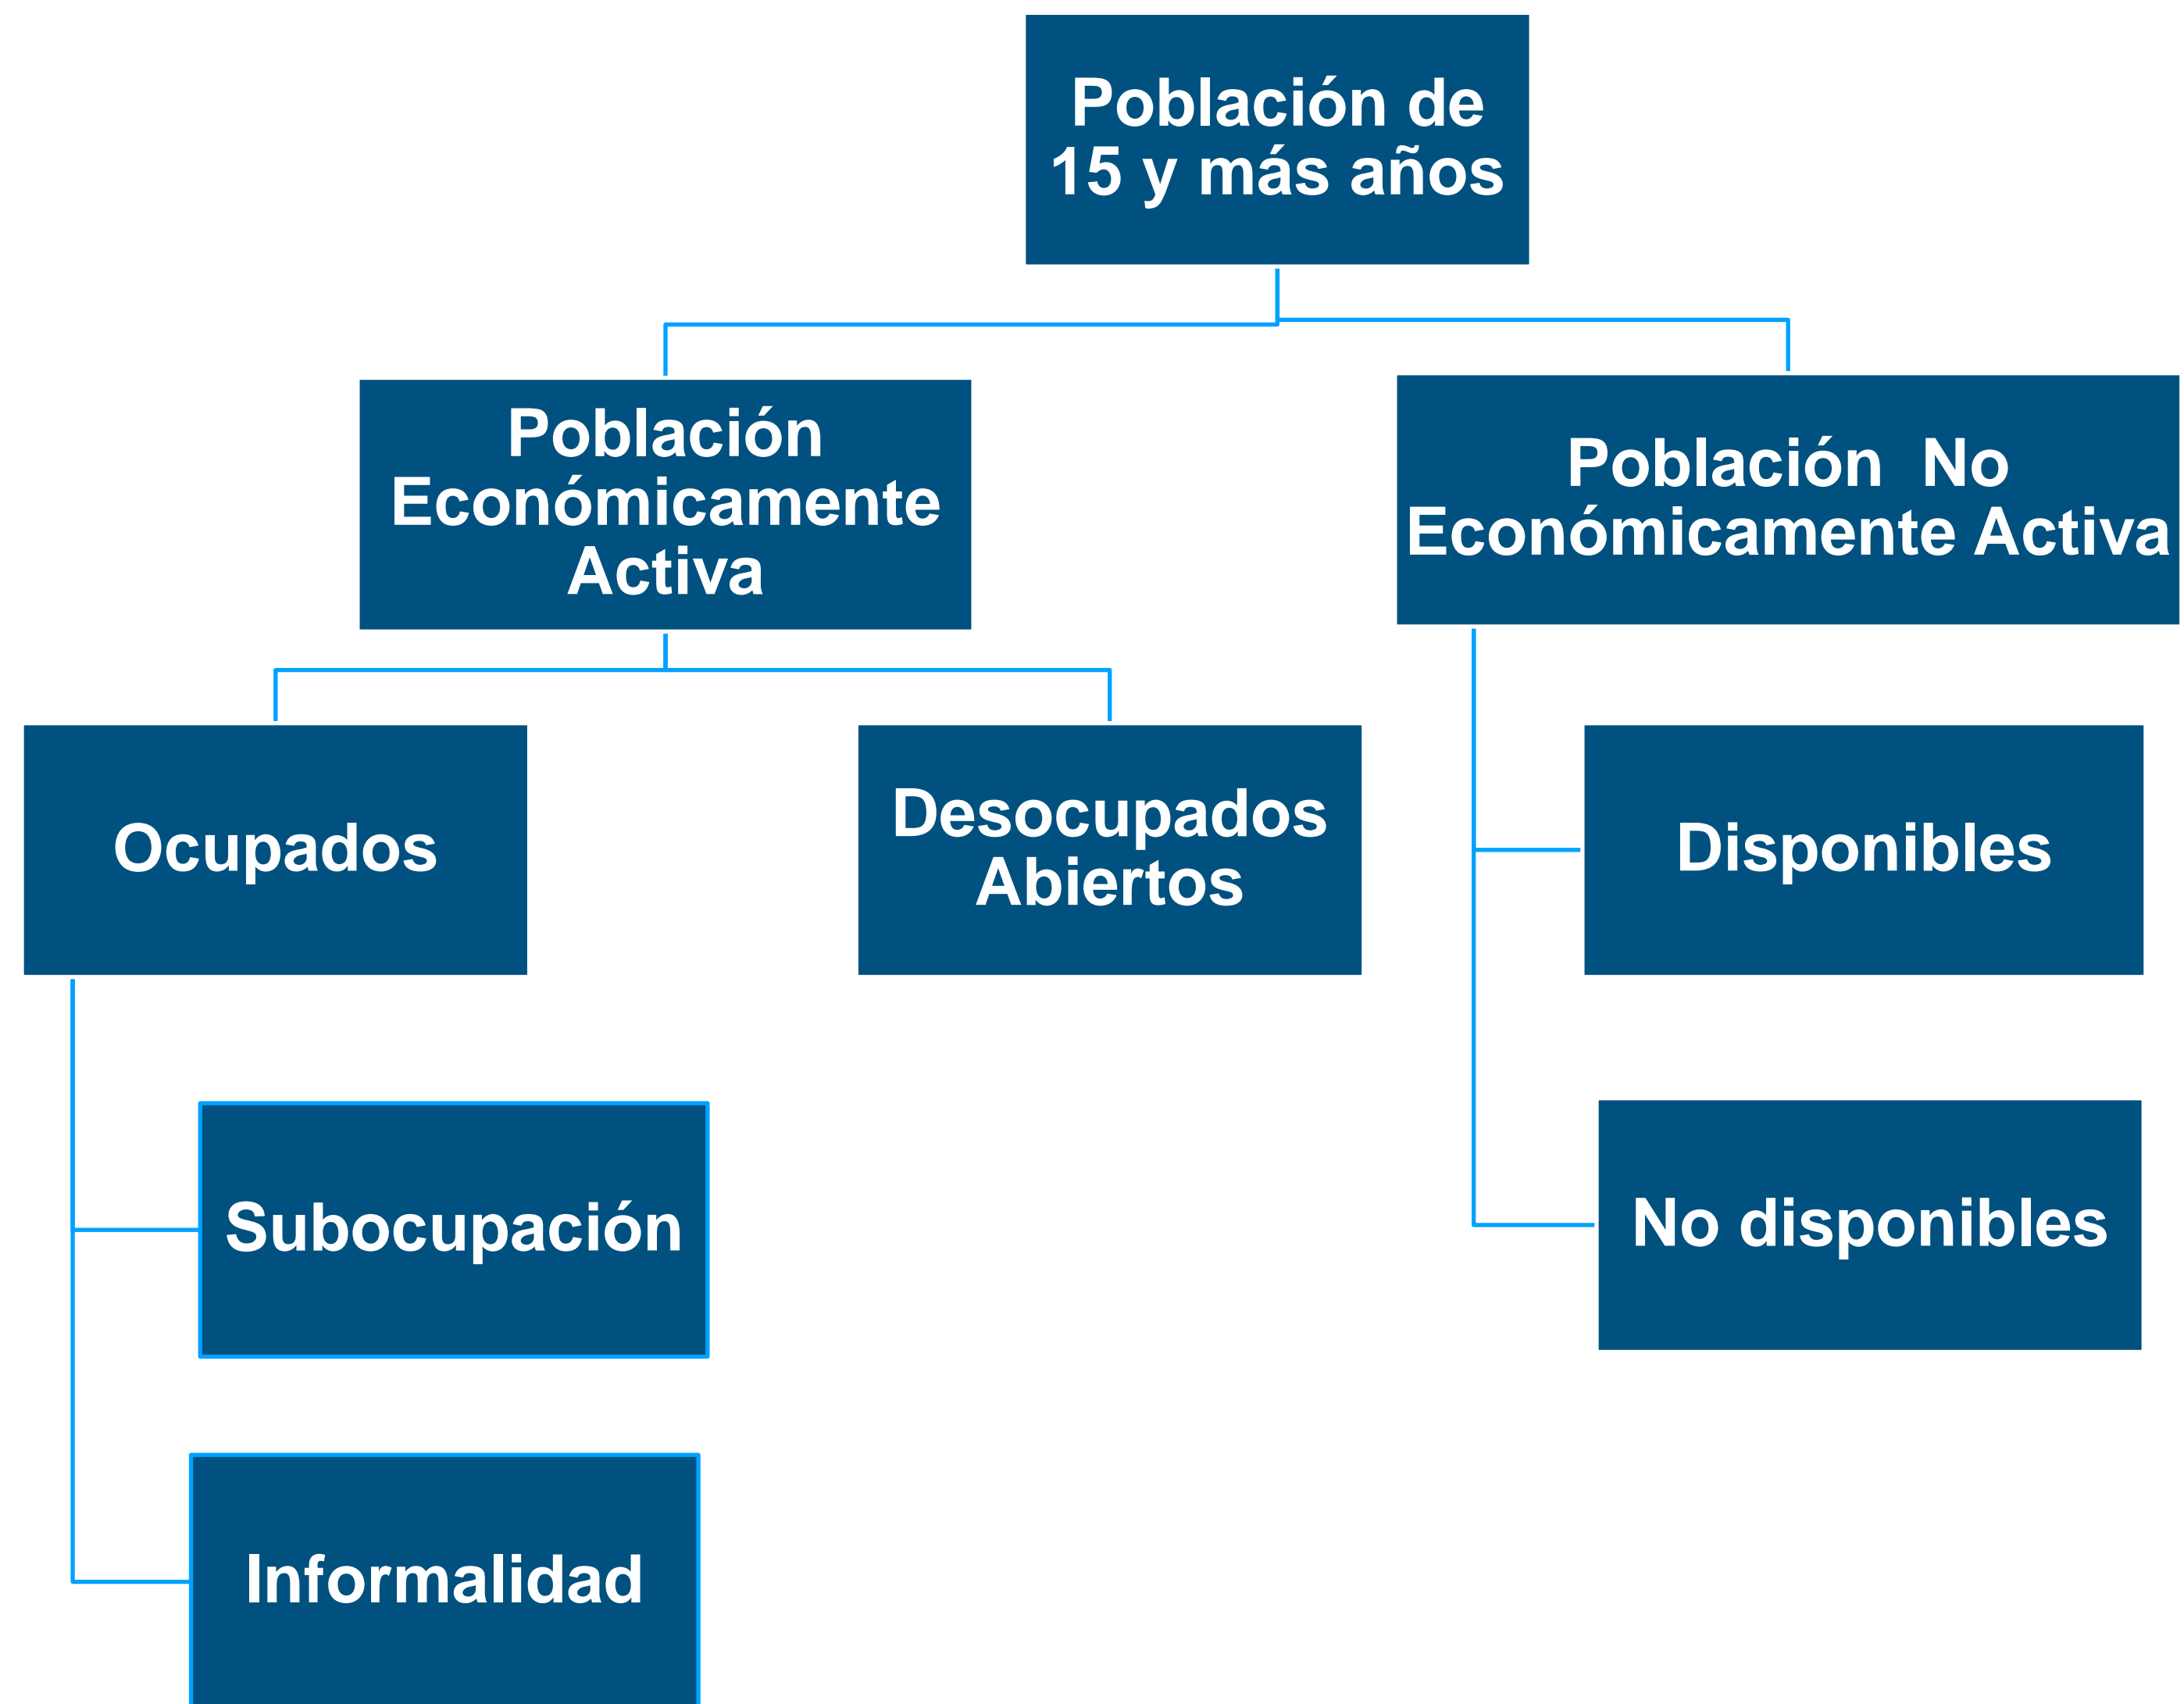 Población de
15 y más años
Población
Económicamente
Activa
Población No
Económicamente Activa
Ocupados
Desocupados
Abiertos
Disponibles
Subocupación
No disponibles
Informalidad